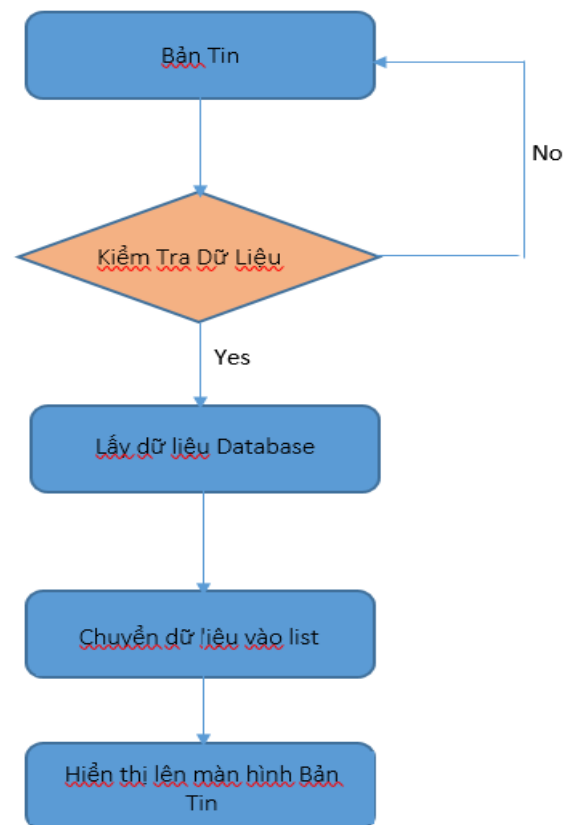 Bản Tin
No
Kiểm Tra Dữ Liệu
Yes
Lấy dữ liệu Database
Chuyển dữ liệu vào list
Hiển thị lên màn hình Bản
Tin